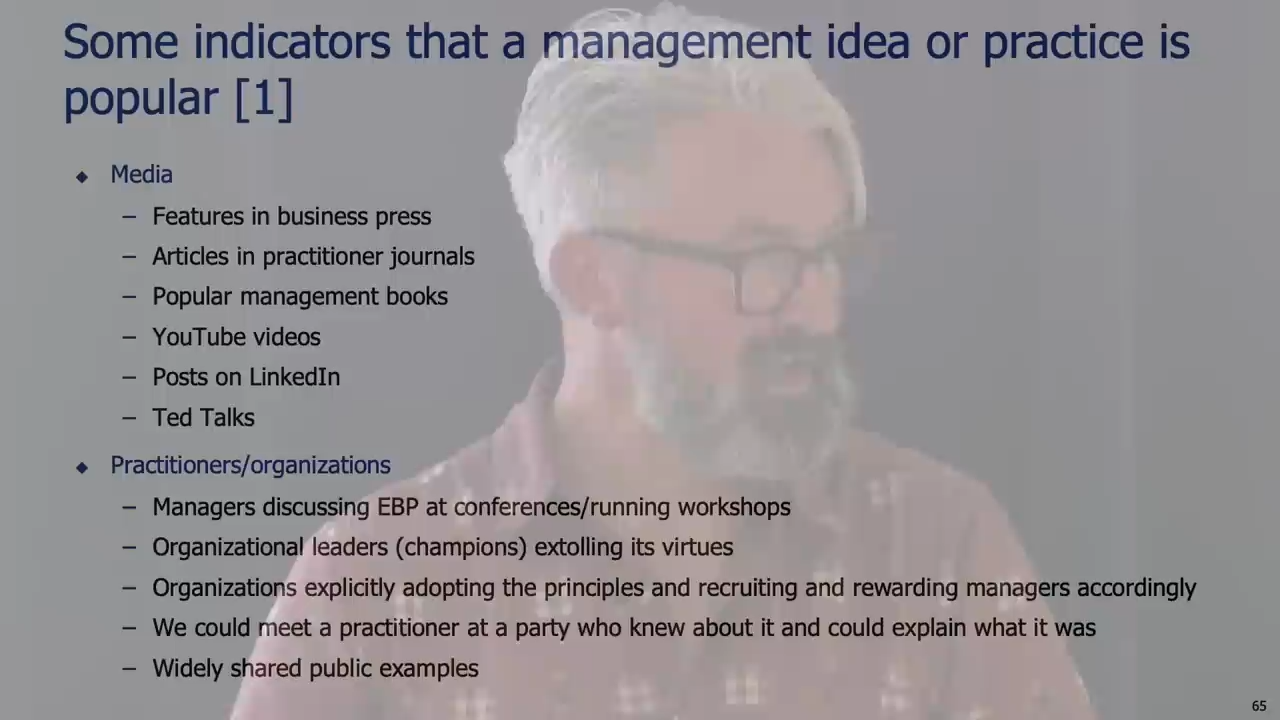 Some indicators that a management idea or practice is
popular [1]
◆ Media
– Features in business press
– Articles in practitioner journals
– Popular management books
– YouTube videos
– Posts on LinkedIn
– Ted Talks
◆ Practitioners/organizations
– Managers discussing EBP at conferences/running workshops
– Organizational leaders (champions) extolling its virtues
– Organizations explicitly adopting the principles and recruiting and rewarding managers accordingly
– We could meet a practitioner at a party who knew about it and could explain what it was
– Widely shared public examples
65